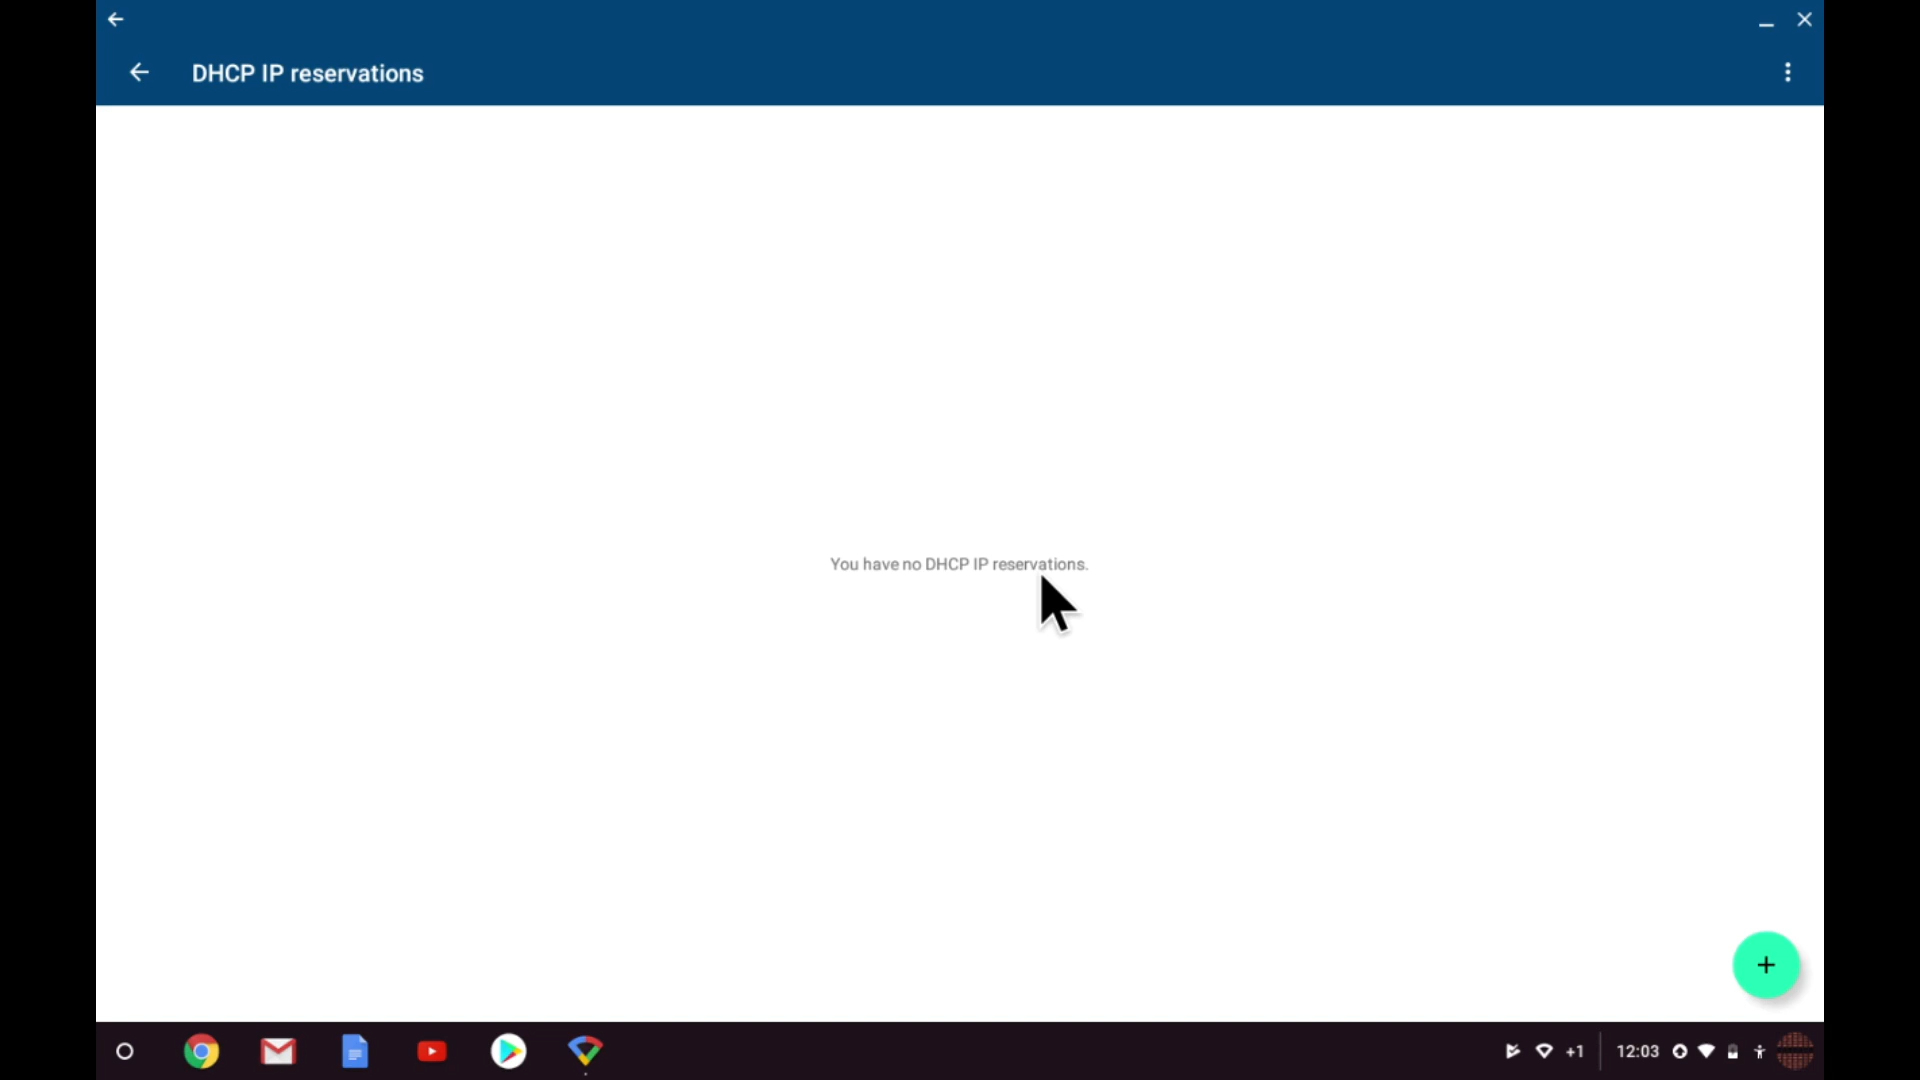 DHCP IP reservations
You have no DHCP IP reservations.
+1
12:03